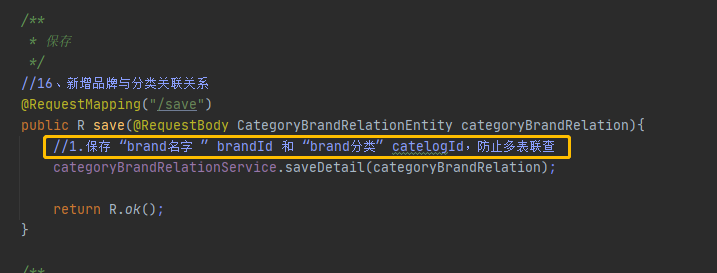 /**
* 保存
*/
//16、新增品牌与分类关联关系
@RequestMapping("/save")
public R save(@RequestBody CategoryBrandRelationEntity categoryBrandRelation){
//1.保存 “brand名字 ” brandId 和 “brand分类” catelogId，防止多表联查
categoryBrandRelationService.saveDetail(categoryBrandRelation);
return R.ok();
}
/**